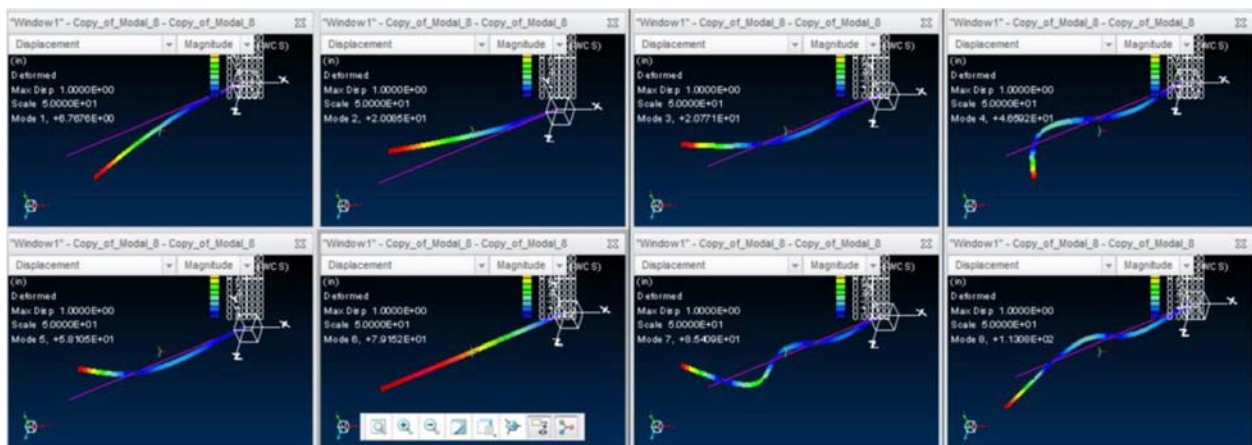 "Window1" - Copy_of_Modal_8 - Copy_of_Modal_8
Displacement Magnitude (WCS)
(in)
Deformed
Max Disp 1.0000E+00
Scale 5.0000E+01
Mode 1, +6.7676E+00
X
Z
"Window1" - Copy_of_Modal_8 - Copy_of_Modal_8
Displacement Magnitude (WCS)
(in)
Deformed
Max Disp 1.0000E+00
Scale 5.0000E+01
Mode 2, +2.0085E+01
X
Z
"Window1" - Copy_of_Modal_8 - Copy_of_Modal_8
Displacement Magnitude (WCS)
(in)
Deformed
Max Disp 1.0000E+00
Scale 5.0000E+01
Mode 3, +2.0771E+01
X
Z
"Window1" - Copy_of_Modal_8 - Copy_of_Modal_8
Displacement Magnitude (WCS)
(in)
Deformed
Max Disp 1.0000E+00
Scale 5.0000E+01
Mode 4, +4.6592E+01
X
Z
"Window1" - Copy_of_Modal_8 - Copy_of_Modal_8
Displacement Magnitude (WCS)
(in)
Deformed
Max Disp 1.0000E+00
Scale 5.0000E+01
Mode 5, +5.8105E+01
X
Z
"Window1" - Copy_of_Modal_8 - Copy_of_Modal_8
Displacement Magnitude (WCS)
(in)
Deformed
Max Disp 1.0000E+00
Scale 5.0000E+01
Mode 6, +7.9152E+01
X
Z
"Window1" - Copy_of_Modal_8 - Copy_of_Modal_8
Displacement Magnitude (WCS)
(in)
Deformed
Max Disp 1.0000E+00
Scale 5.0000E+01
Mode 7, +8.5409E+01
X
Z
"Window1" - Copy_of_Modal_8 - Copy_of_Modal_8
Displacement Magnitude (WCS)
(in)
Deformed
Max Disp 1.0000E+00
Scale 5.0000E+01
Mode 8, +1.1308E+02
X
Z